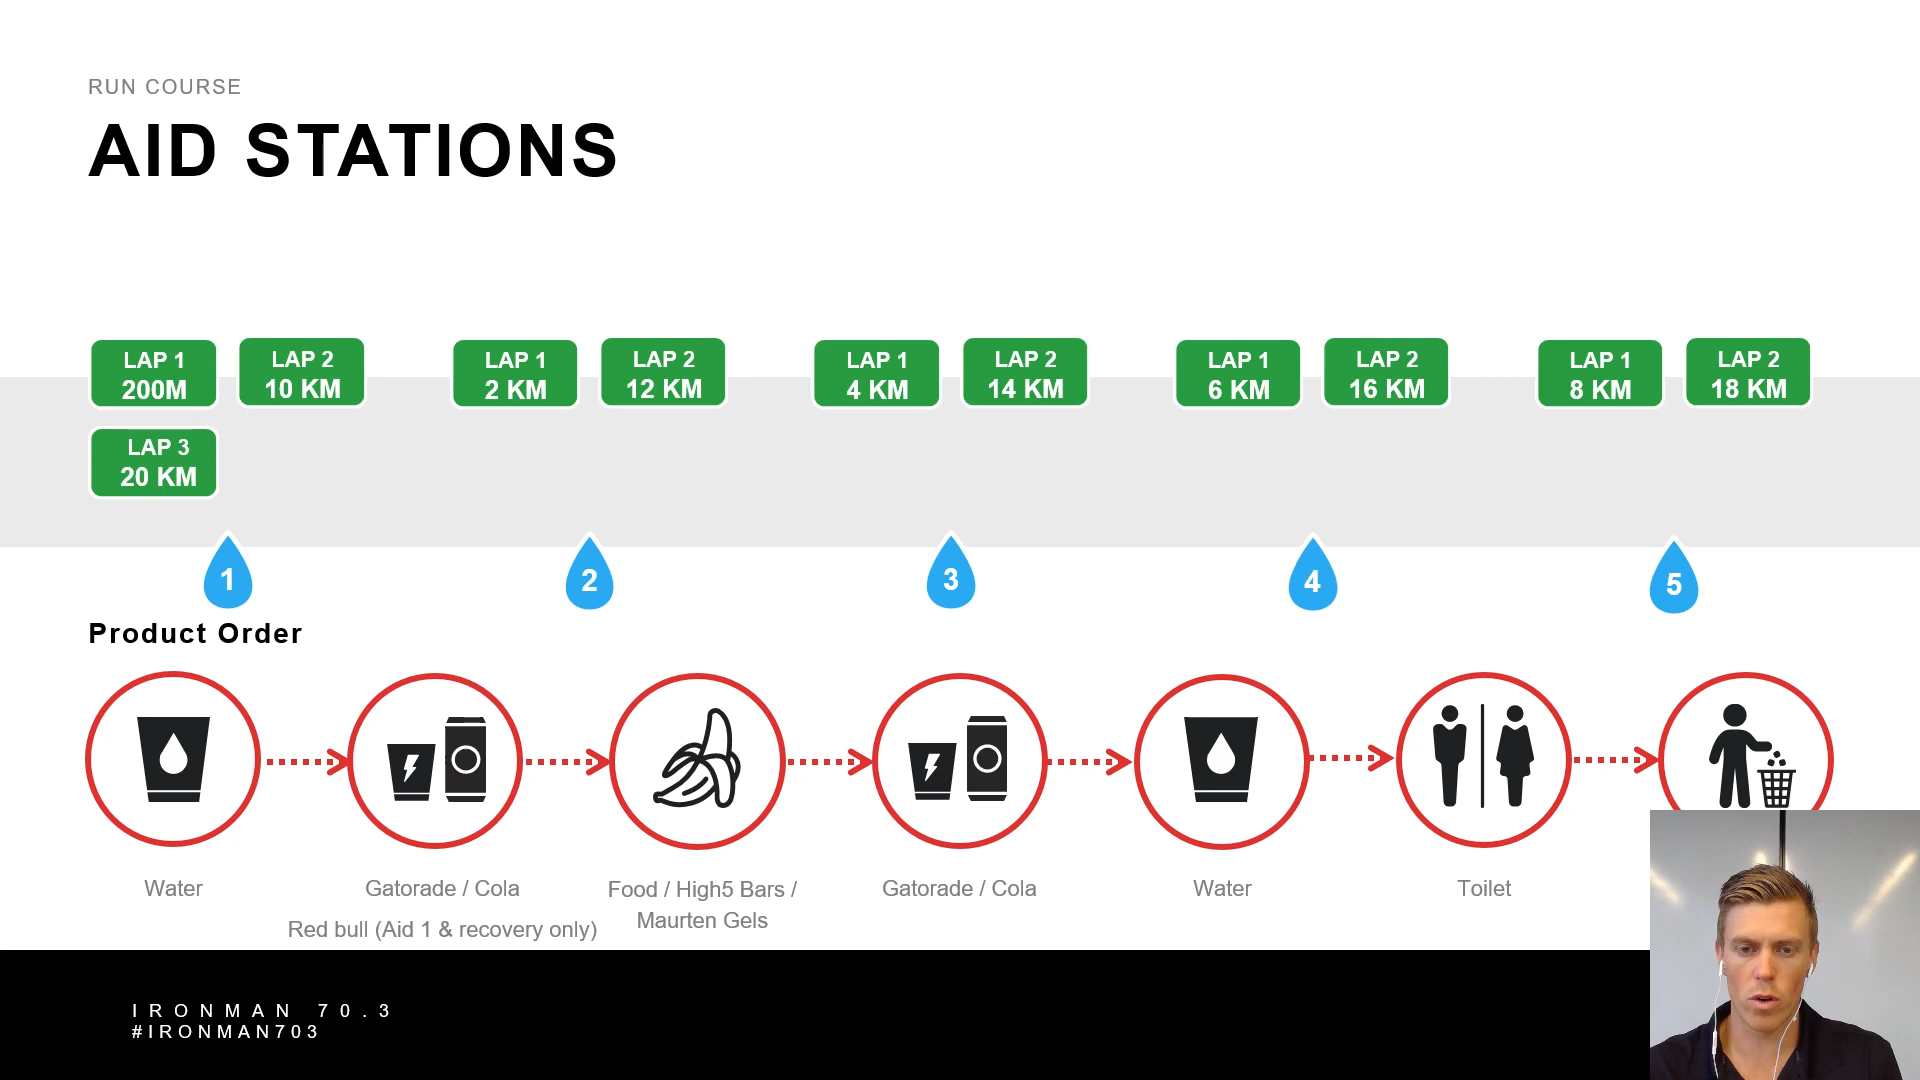 RUN COURSE
AID STATIONS
LAP 1
200M
LAP 2
10 KM
LAP 1
2 KM
LAP 2
12 KM
LAP 1
4 KM
LAP 2
14 KM
LAP 1
6 KM
LAP 2
16 KM
LAP 1
8 KM
LAP 2
18 KM
LAP 3
20 KM
1
2
3
4
5
Product Order
Water
Gatorade / Cola
Red bull (Aid 1 & recovery only)
Food / High5 Bars /
Maurten Gels
Gatorade / Cola
Water
Toilet
IRONMAN 70.3
#IRONMAN703